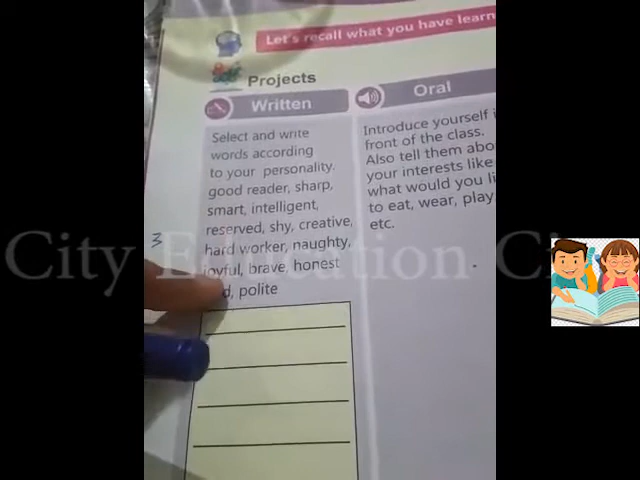 Let's recall what you have learn
Projects
Written
Select and write
words according
to your personality.
good reader, sharp,
smart, intelligent,
reserved, shy, creative,
hard worker, naughty,
joyful, brave, honest
polite
Oral
Introduce yourself i
front of the class.
Also tell them abo
your interests like
what would you li
to eat, wear, play
etc.
3
City Education Ci